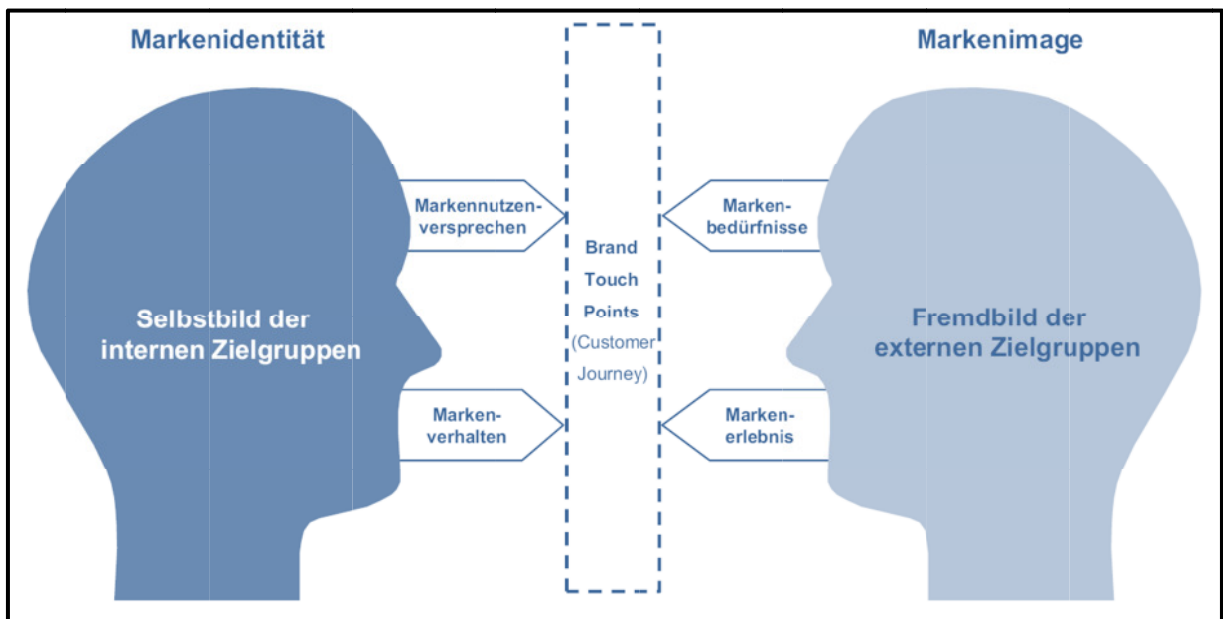 Markenidentität
Markenimage
Markennutzen-
versprechen
Marken-
bedürfnisse
Brand
Touch
Points
(Customer
Journey)
Selbstbild der
internen Zielgruppen
Fremdbild der
externen Zielgruppen
Marken-
verhalten
Marken-
erlebnis